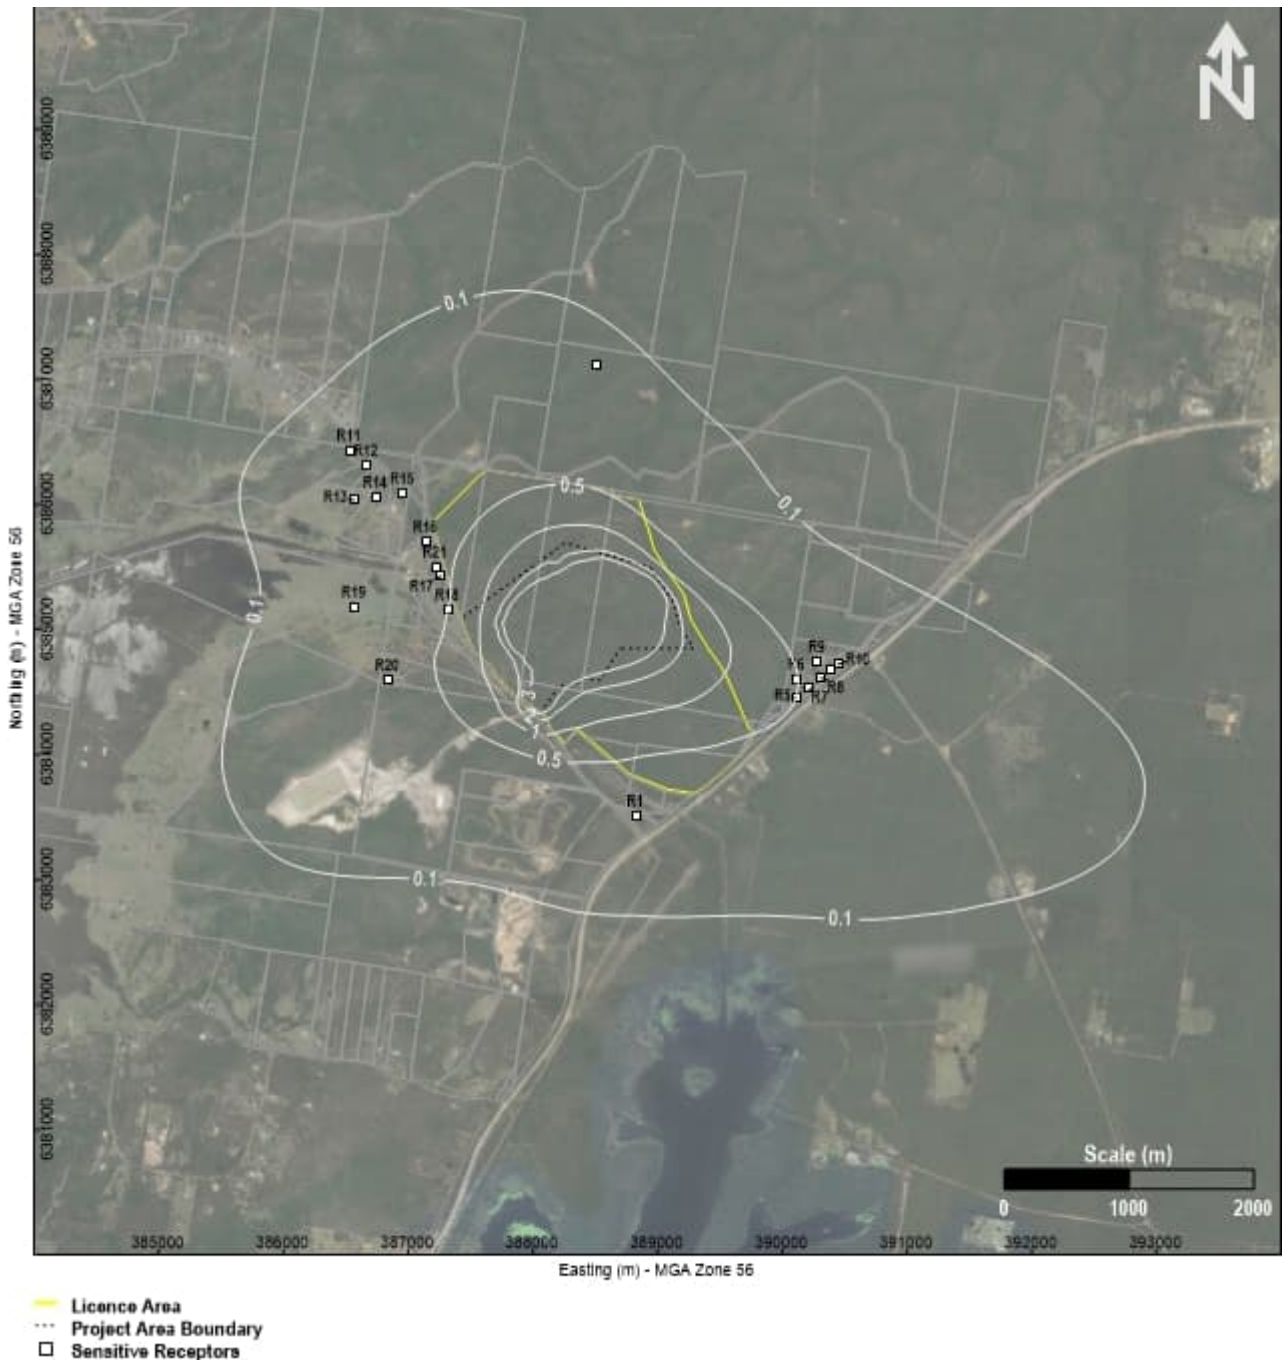 N
6389000
6388000
6387000
6386000
6385000
6384000
6383000
6382000
6381000
Northing (m) - MGA Zone 56
0.1
0.1
0.1
0.1
0.1
0.5
0.5
1
R11
R12
R13
R14
R15
R16
R21
R17
R18
R19
R20
R9
R10
R6
R8
R5
R7
R1
Scale (m)
0 1000 2000
385000 386000 387000 388000 389000 390000 391000 392000 393000
Easting (m) - MGA Zone 56
Licence Area
Project Area Boundary
Sensitive Receptors